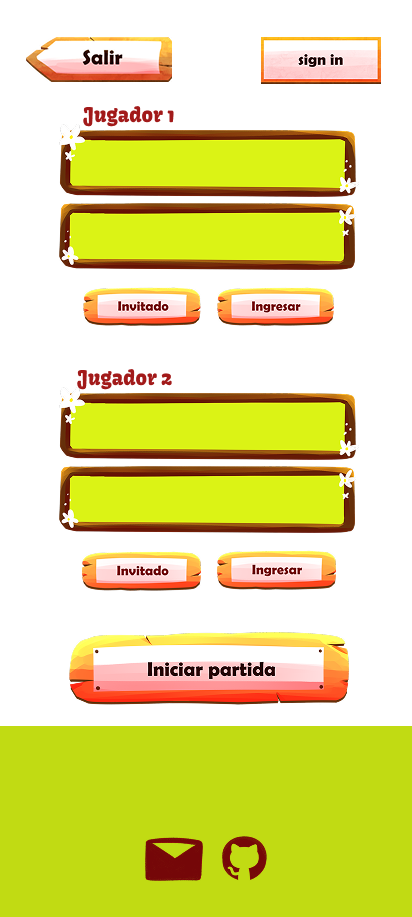 Salir
sign in
Jugador 1
Invitado
Ingresar
Jugador 2
Invitado
Ingresar
Iniciar partida